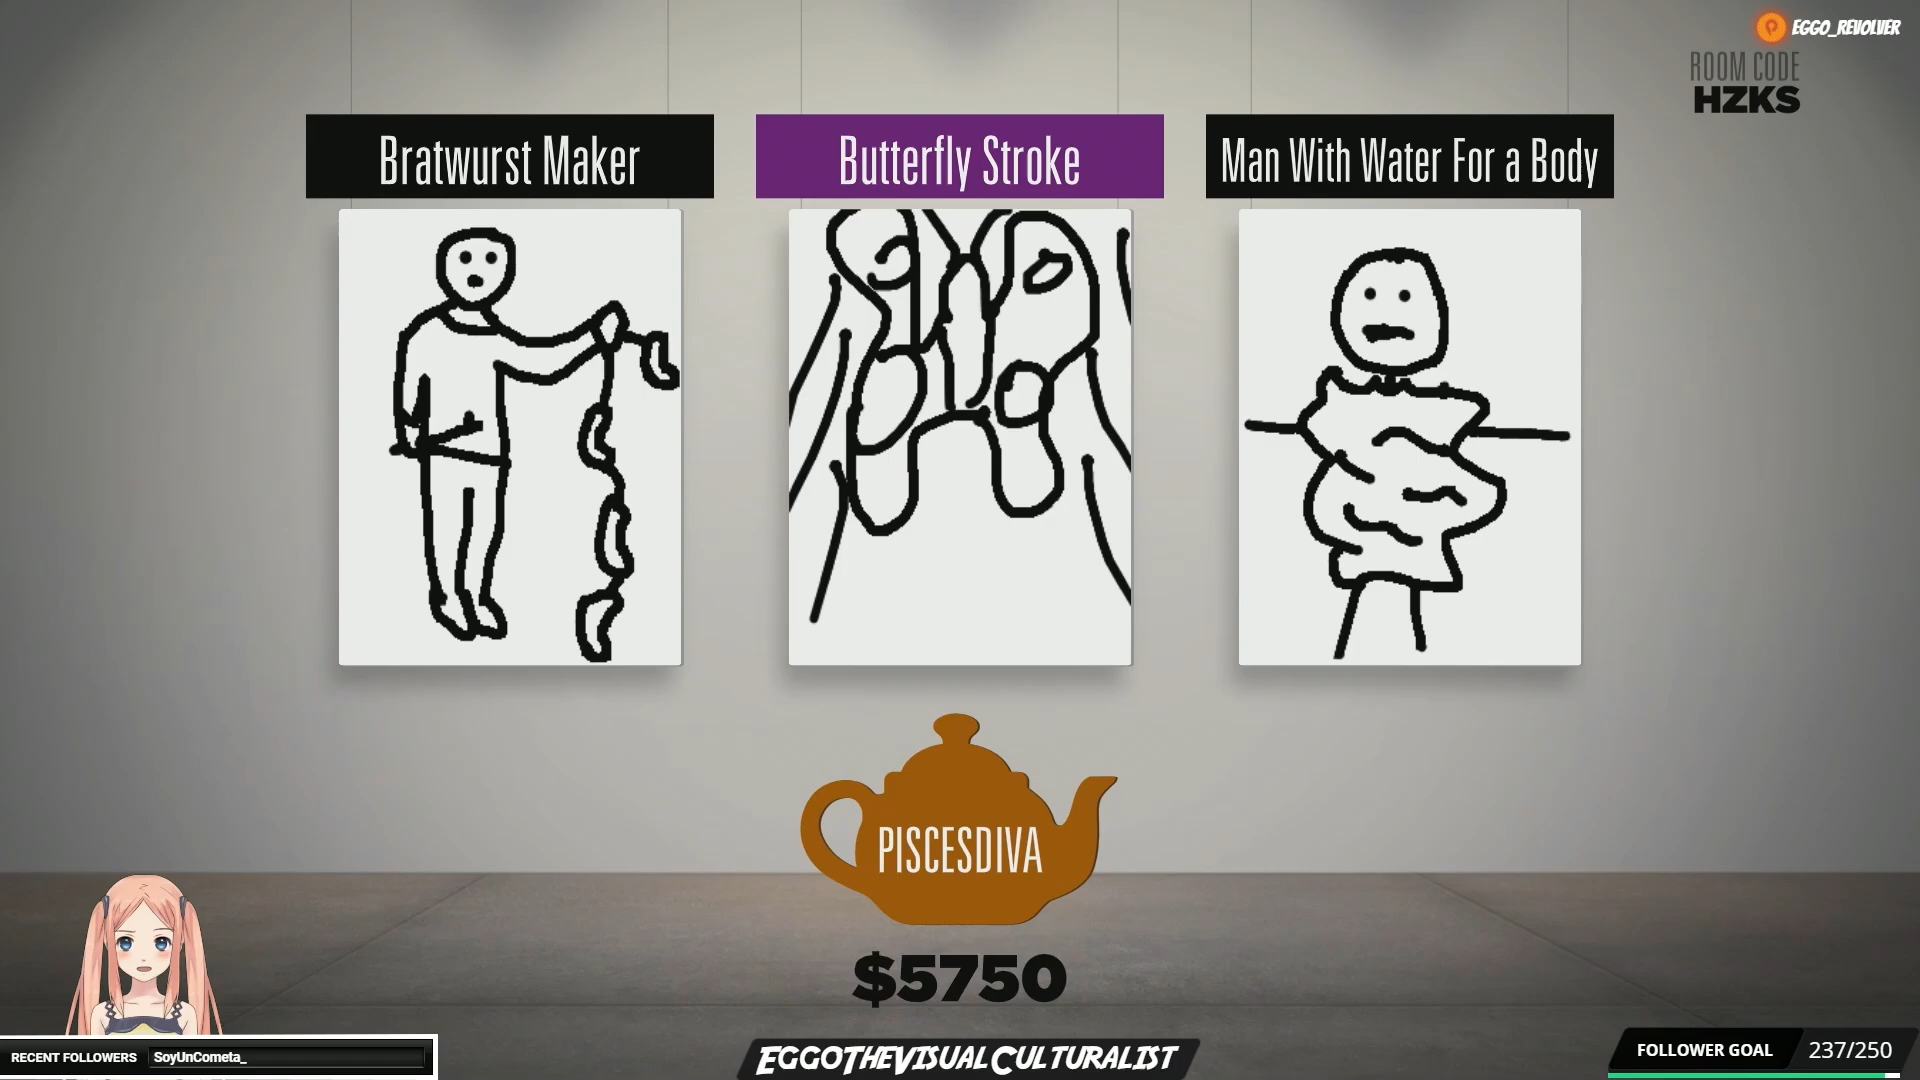 EGGO_REVOLVER
ROOM CODE
HZKS
Bratwurst Maker
Butterfly Stroke
Man With Water For a Body
PISCESDIVA
$5750
RECENT FOLLOWERS SoyUnCometa_
EGGOTHEVISUALCULTURALIST
FOLLOWER GOAL 237/250